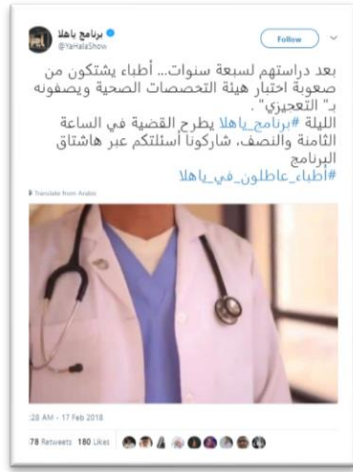 برنامج ياهلا
@YaHalaShow
Follow
بعد دراستهم لسبعة سنوات... أطباء يشتكون من
صعوبة اختبار هيئة التخصصات الصحية ويصفونه
بـ" التعجيزي" .
الليلة #برنامج_ياهلا يطرح القضية في الساعة
الثامنة والنصف، شاركونا أسئلتكم عبر هاشتاق
البرنامج
#أطباء_عاطلون_في_ياهلا
Translate from Arabic
:28 AM - 17 Feb 2018
78 Retweets 180 Likes